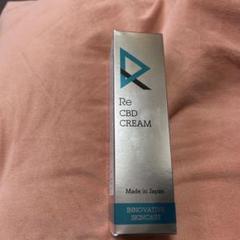 Re
CBD
CREAM
Made in Japan
INNOVATIVE
SKINCARE